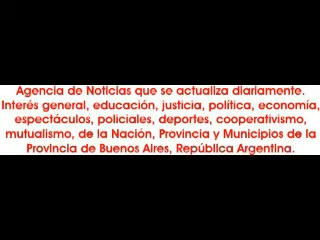 Agencia de Noticias que se actualiza diariamente.
Interés general, educación, justicia, política, economía,
espectáculos, policiales, deportes, cooperativismo,
mutualismo, de la Nación, Provincia y Municipios de la
Provincia de Buenos Aires, República Argentina.